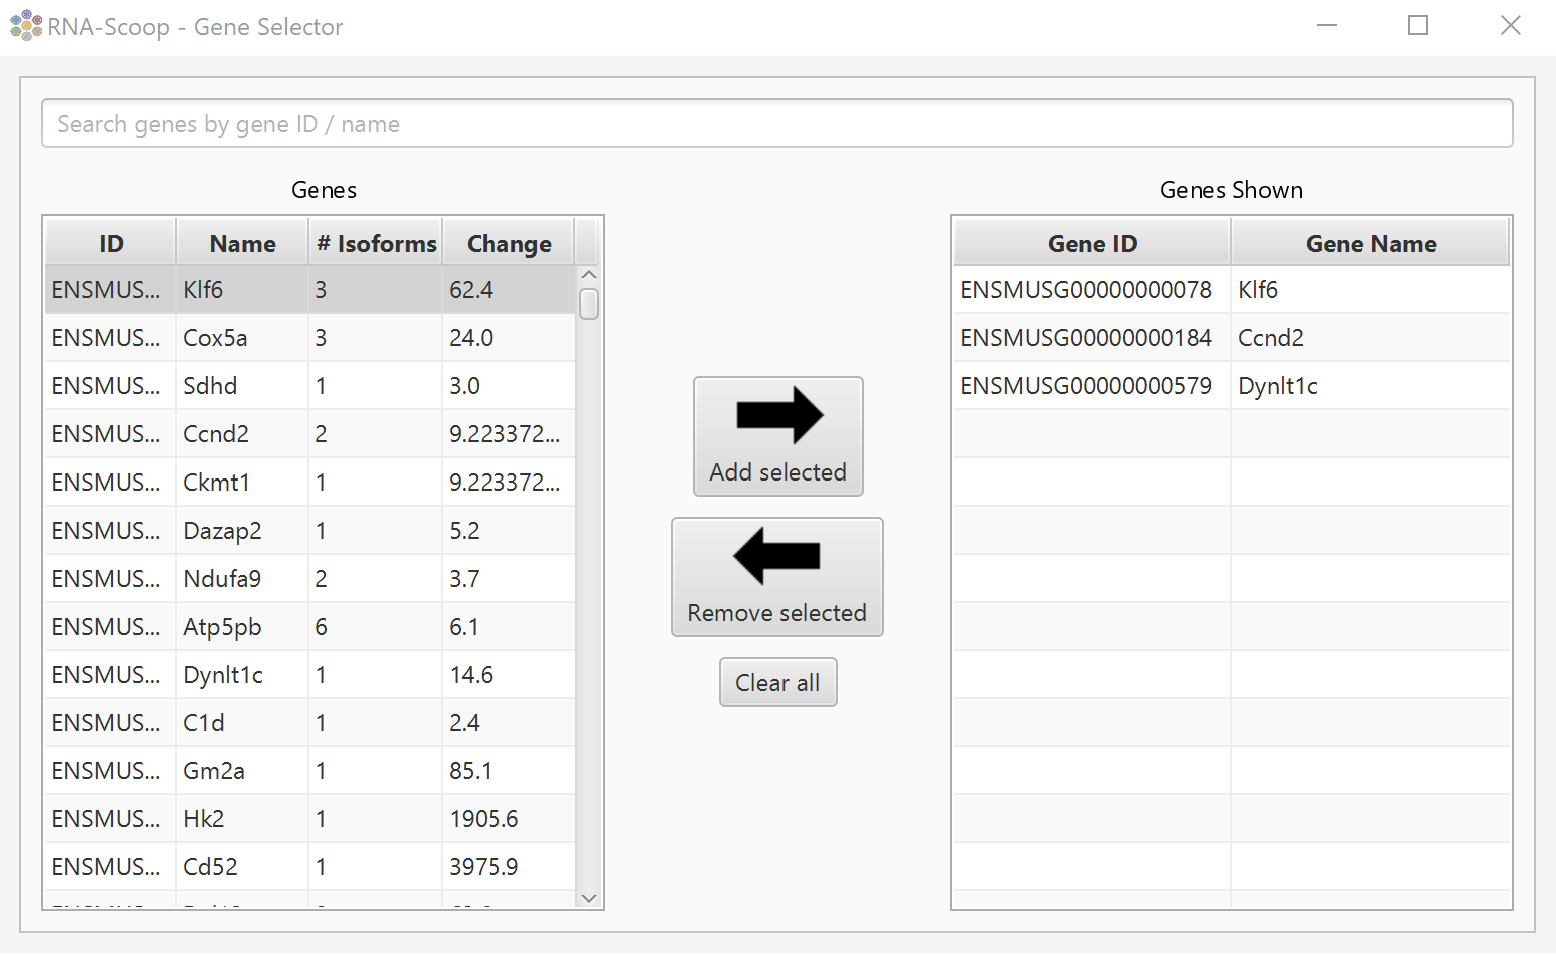 RNA-Scoop - Gene Selector
Search genes by gene ID / name
Genes
ID Name # Isoforms Change
ENSMUS... Klf6 3 62.4
ENSMUS... Cox5a 3 24.0
ENSMUS... Sdhd 1 3.0
ENSMUS... Ccnd2 2 9.223372...
ENSMUS... Ckmt1 1 9.223372...
ENSMUS... Dazap2 1 5.2
ENSMUS... Ndufa9 2 3.7
ENSMUS... Atp5pb 6 6.1
ENSMUS... Dynlt1c 1 14.6
ENSMUS... C1d 1 2.4
ENSMUS... Gm2a 1 85.1
ENSMUS... Hk2 1 1905.6
ENSMUS... Cd52 1 3975.9
Add selected
Remove selected
Clear all
Genes Shown
Gene ID Gene Name
ENSMUSG00000000078 Klf6
ENSMUSG00000000184 Ccnd2
ENSMUSG00000000579 Dynlt1c